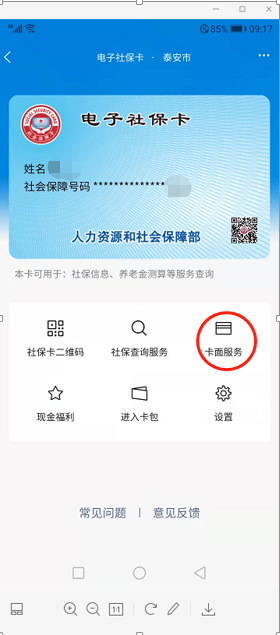 4G 85% 09:17
电子社保卡 · 泰安市
电子社保卡
姓名
社会保障号码 **************
人力资源和社会保障部
本卡可用于：社保信息、养老金测算等服务查询
社保卡二维码 社保查询服务 卡面服务
现金福利 进入卡包 设置
常见问题 | 意见反馈
1:1